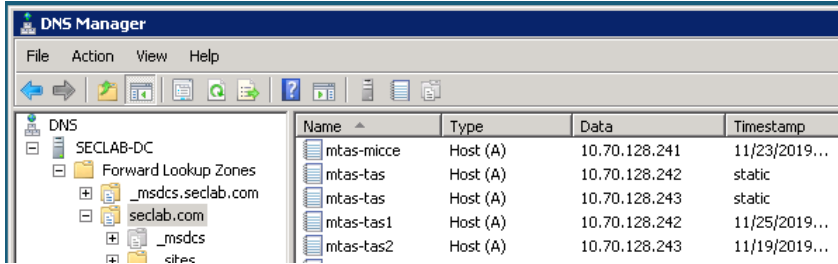 DNS Manager
File Action View Help
DNS
SECLAB-DC
Forward Lookup Zones
_msdcs.seclab.com
seclab.com
_msdcs
_sites
Name Type Data Timestamp
mtas-micce Host (A) 10.70.128.241 11/23/2019...
mtas-tas Host (A) 10.70.128.242 static
mtas-tas Host (A) 10.70.128.243 static
mtas-tas1 Host (A) 10.70.128.242 11/25/2019...
mtas-tas2 Host (A) 10.70.128.243 11/19/2019...